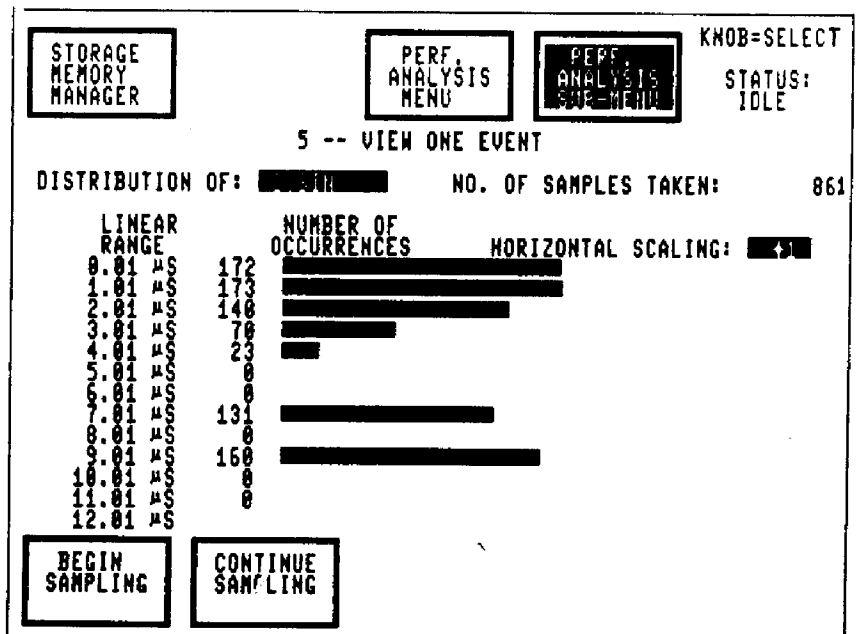 KNOB=SELECT
STORAGE
MEMORY
MANAGER
PERF.
ANALYSIS
MENU
PERF.
ANALYSIS
SUB-MENU
STATUS:
IDLE
5 -- VIEW ONE EVENT
DISTRIBUTION OF:
NO. OF SAMPLES TAKEN: 861
LINEAR
RANGE
NUMBER OF
OCCURRENCES
HORIZONTAL SCALING:
0.01 µS 172
1.01 µS 173
2.01 µS 140
3.01 µS 70
4.01 µS 23
5.01 µS 0
6.01 µS 0
7.01 µS 131
8.01 µS 0
9.01 µS 160
10.01 µS 0
11.01 µS 0
12.01 µS
BEGIN
SAMPLING
CONTINUE
SAMPLING